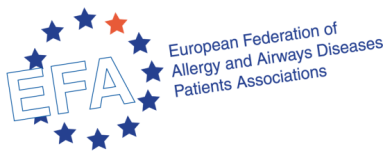 EFA
European Federation of
Allergy and Airways Diseases
Patients Associations